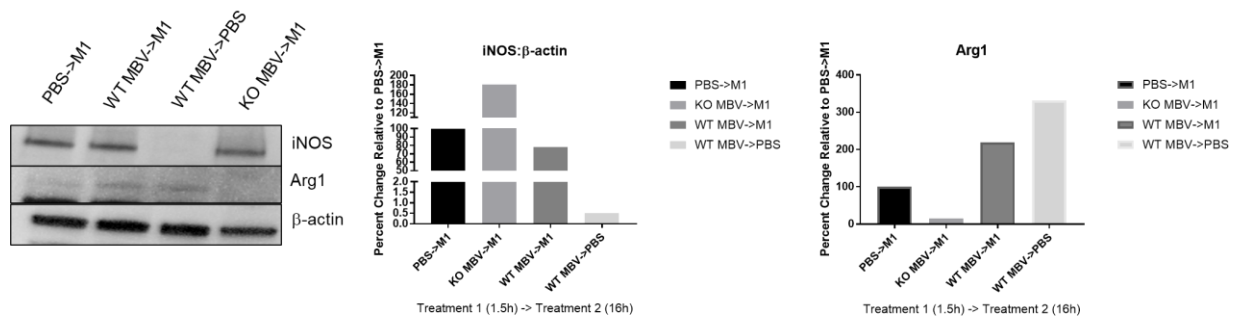 PBS->M1
WT MBV->M1
WT MBV->PBS
KO MBV->M1
iNOS
Arg1
β-actin
iNOS:β-actin
Percent Change Relative to PBS->M1
200
180
160
140
120
110
100
90
80
70
60
50
2.0
1.5
1.0
0.5
0.0
PBS->M1
KO MBV->M1
WT MBV->M1
WT MBV->PBS
Treatment 1 (1.5h) -> Treatment 2 (16h)
PBS->M1
KO MBV->M1
WT MBV->M1
WT MBV->PBS
Arg1
Percent Change Relative to PBS->M1
400
300
200
100
0
PBS->M1
KO MBV->M1
WT MBV->M1
WT MBV->PBS
Treatment 1 (1.5h) -> Treatment 2 (16h)
PBS->M1
KO MBV->M1
WT MBV->M1
WT MBV->PBS